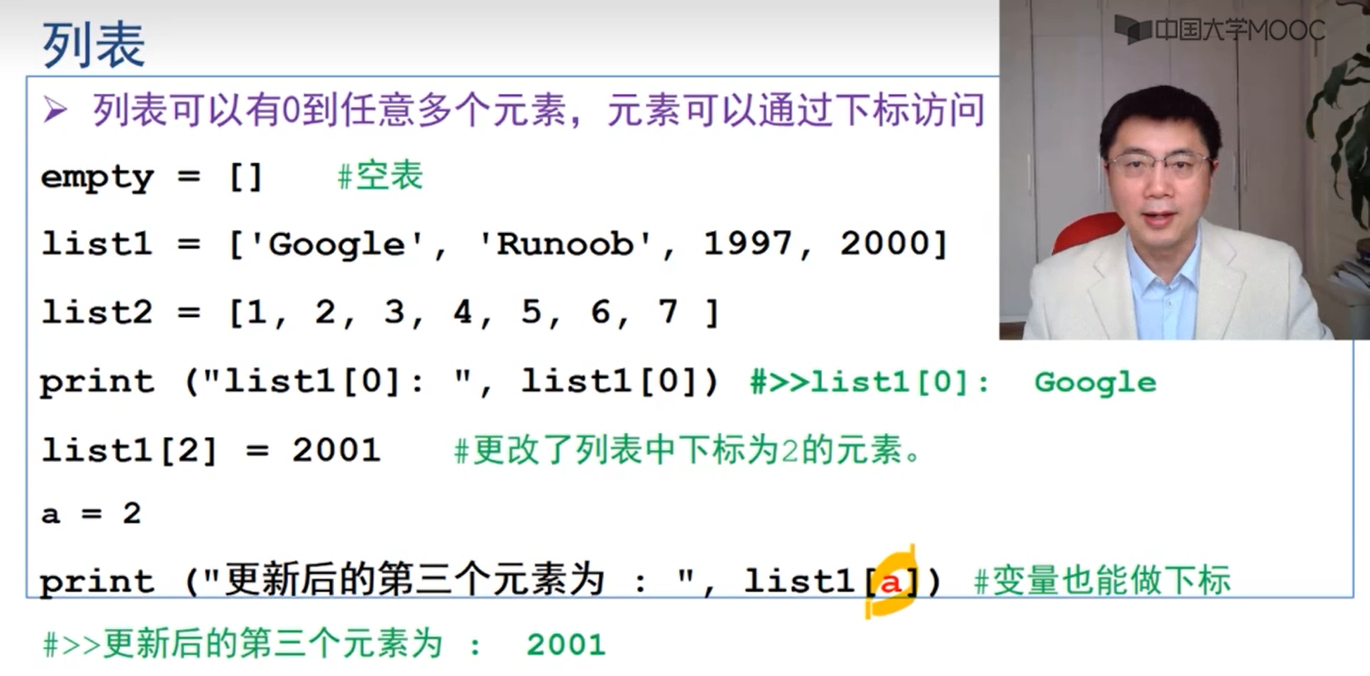 列表
中国大学MOOC
➢ 列表可以有0到任意多个元素，元素可以通过下标访问
empty = [] #空表
list1 = ['Google', 'Runoob', 1997, 2000]
list2 = [1, 2, 3, 4, 5, 6, 7 ]
print ("list1[0]: ", list1[0]) #>>list1[0]: Google
list1[2] = 2001 #更改了列表中下标为2的元素。
a = 2
print ("更新后的第三个元素为 : ", list1[a]) #变量也能做下标
#>>更新后的第三个元素为 : 2001